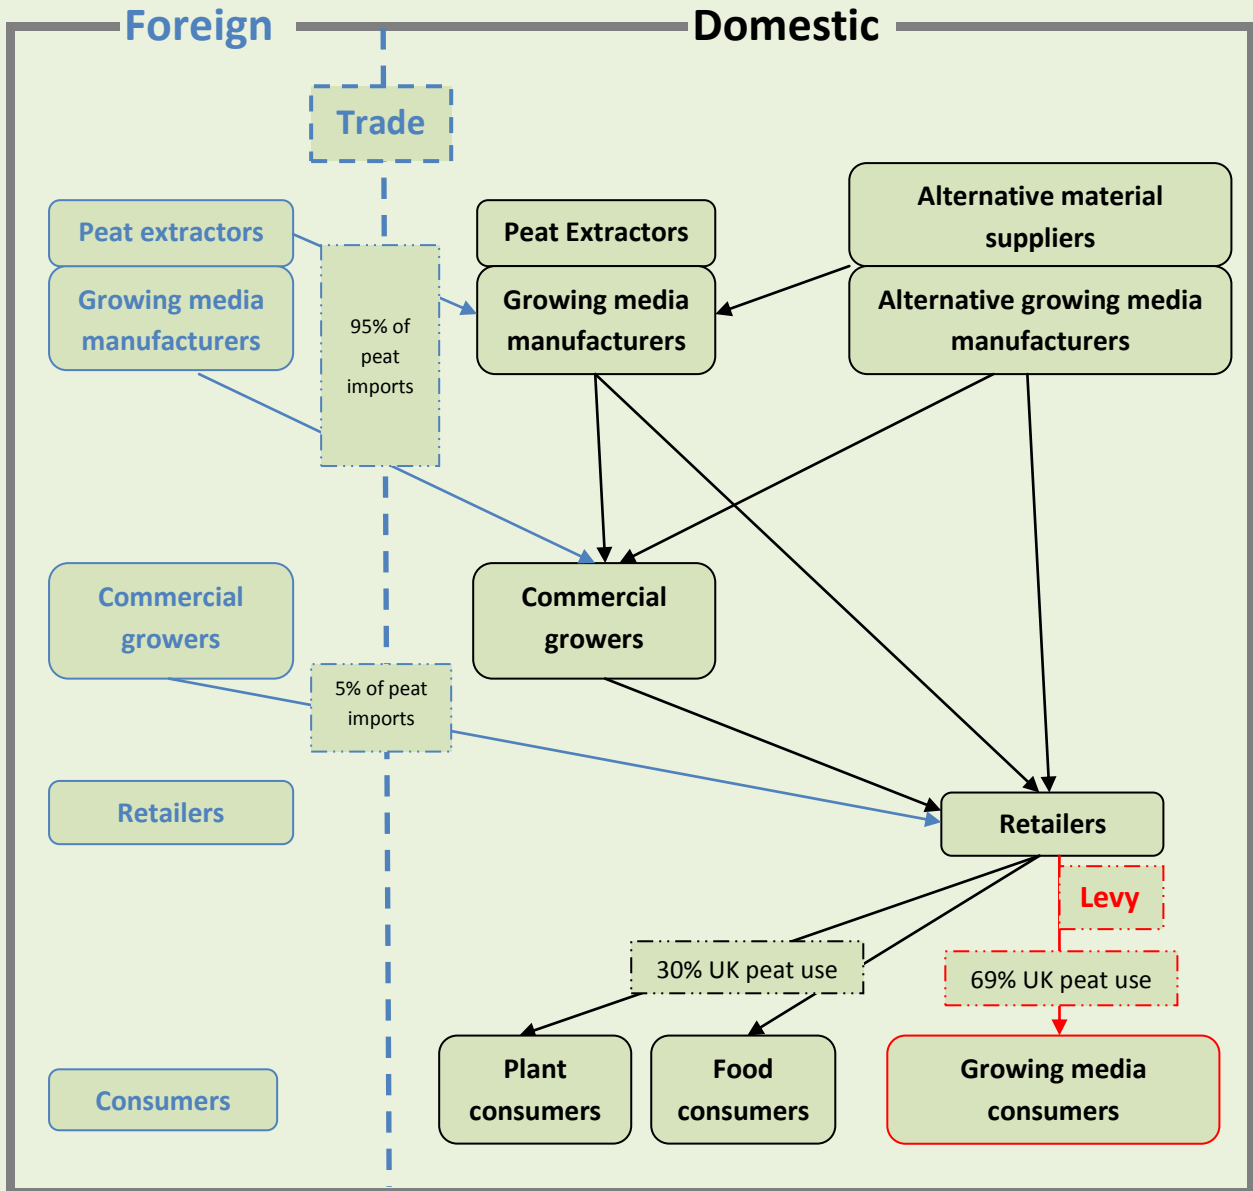 Foreign
Domestic
Trade
Peat extractors
Growing media
manufacturers
95% of
peat
imports
Peat Extractors
Growing media
manufacturers
Alternative material
suppliers
Alternative growing media
manufacturers
Commercial
growers
Commercial
growers
5% of peat
imports
Retailers
Retailers
Levy
30% UK peat use
69% UK peat use
Consumers
Plant
consumers
Food
consumers
Growing media
consumers